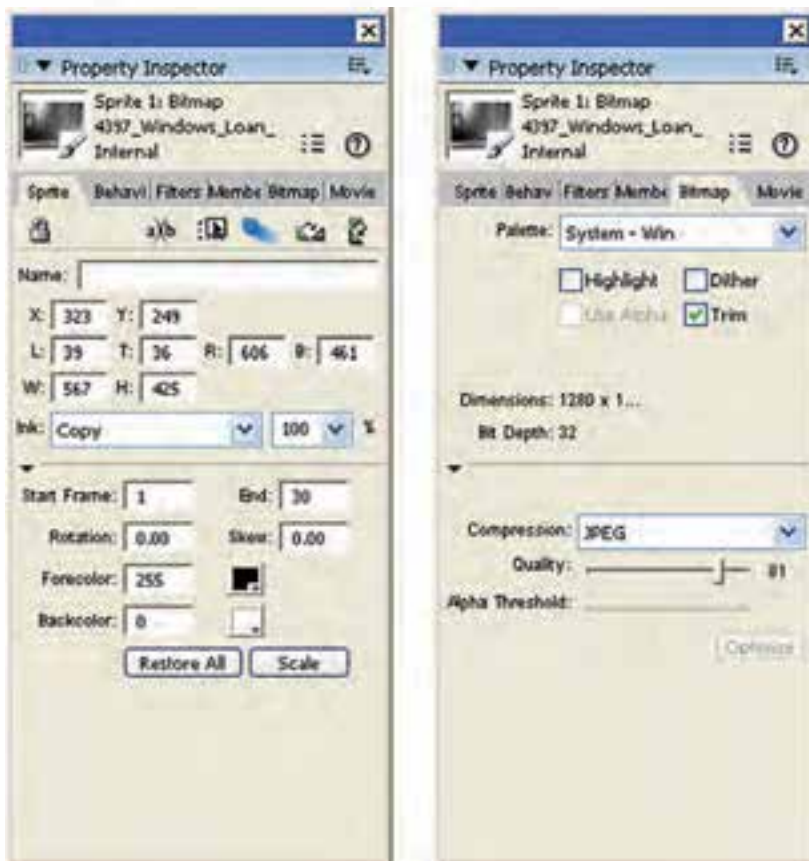 Property Inspector
Sprite 1: Bitmap
4397_Windows_Loan_
Internal
Sprite Behavi Filters Membe Bitmap Movie
a)(b
Name:
X: 323 Y: 249
L: 39 T: 36 R: 606 B: 461
W: 567 H: 425
Ink: Copy 100 %
Start Frame: 1 End: 30
Rotation: 0.00 Skew: 0.00
Forecolor: 255
Backcolor: 0
Restore All Scale
Property Inspector
Sprite 1: Bitmap
4397_Windows_Loan_
Internal
Sprite Behav Filters Membe Bitmap Movie
Palette: System - Win
Highlight Dither
Use Alpha Trim
Dimensions: 1280 x 1...
Bit Depth: 32
Compression: JPEG
Quality: 81
Alpha Threshold:
Optimize